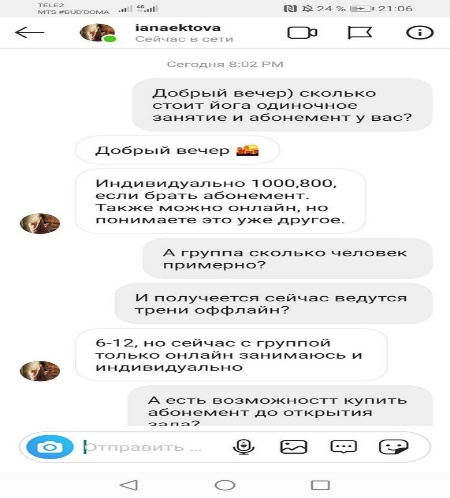 TELE2
MTS #BUD'DOMA
24 % 21:06
ianaektova
Сейчас в сети
Сегодня 8:02 PM
Добрый вечер) сколько
стоит йога одиночное
занятие и абонемент у вас?
Добрый вечер
Индивидуально 1000,800,
если брать абонемент.
Также можно онлайн, но
понимаете это уже другое.
А группа сколько человек
примерно?
И получеется сейчас ведутся
трени оффлайн?
6-12, но сейчас с группой
только онлайн занимаюсь и
индивидуально
А есть возможностт купить
абонемент до открытия
зала?
Отправить ...